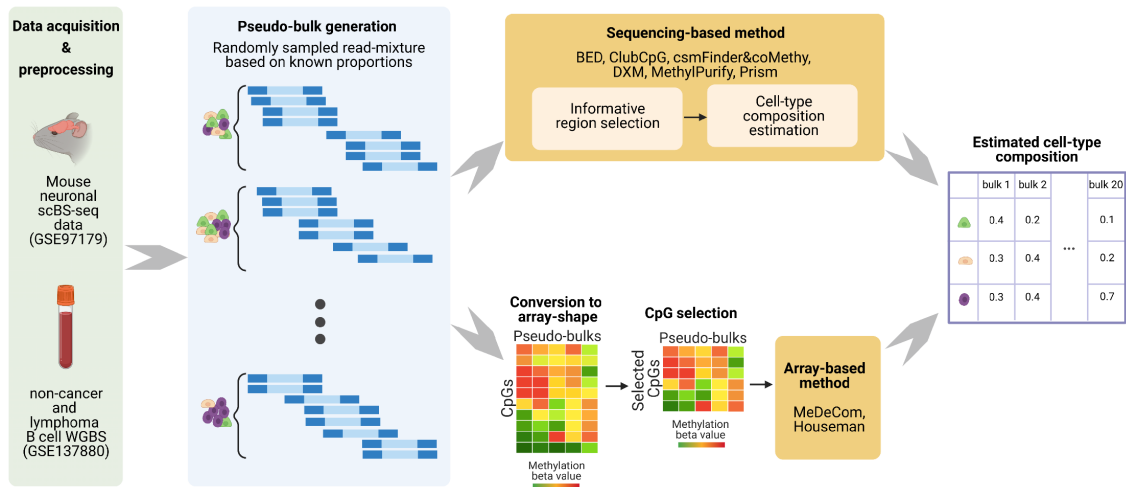 Data acquisition
&
preprocessing
Mouse
neuronal
scBS-seq
data
(GSE97179)
non-cancer
and
lymphoma
B cell WGBS
(GSE137880)
Pseudo-bulk generation
Randomly sampled read-mixture
based on known proportions
Sequencing-based method
BED, ClubCpG, csmFinder&coMethy,
DXM, MethylPurify, Prism
Informative
region selection
Cell-type
composition
estimation
Conversion to
array-shape
Pseudo-bulks
CpGs
Methylation
beta value
CpG selection
Pseudo-bulks
Selected
CpGs
Methylation
beta value
Array-based
method
MeDeCom,
Houseman
Estimated cell-type
composition
bulk 1 bulk 2 bulk 20
0.4 0.2 0.1
...
0.3 0.4 0.2
0.3 0.4 0.7